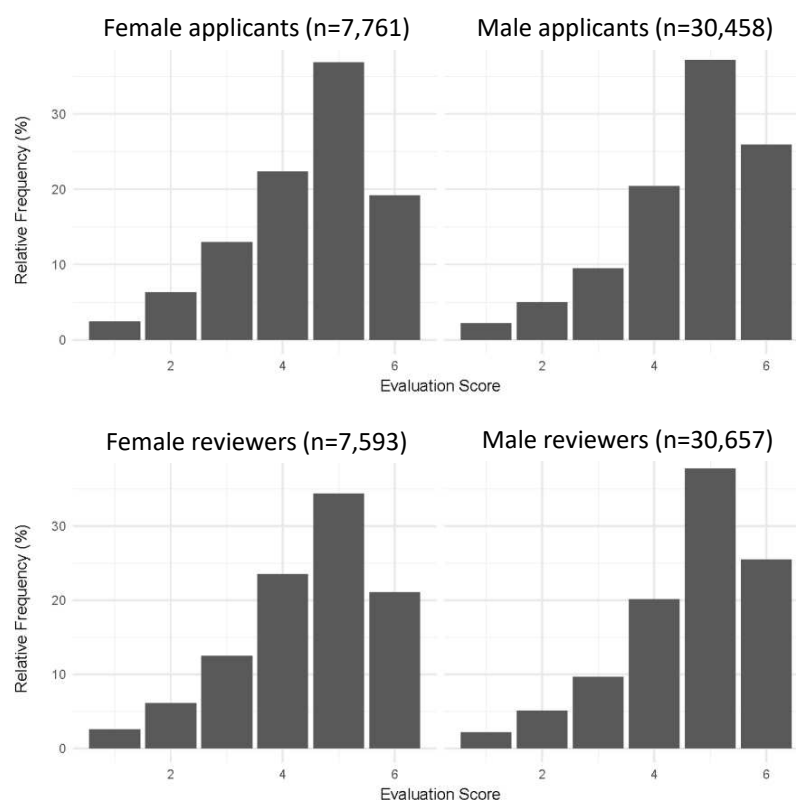 Female applicants (n=7,761)
Male applicants (n=30,458)
Relative Frequency (%)
30
20
10
0
2
4
6
2
4
6
Evaluation Score
Female reviewers (n=7,593)
Male reviewers (n=30,657)
Relative Frequency (%)
30
20
10
0
2
4
6
2
4
6
Evaluation Score